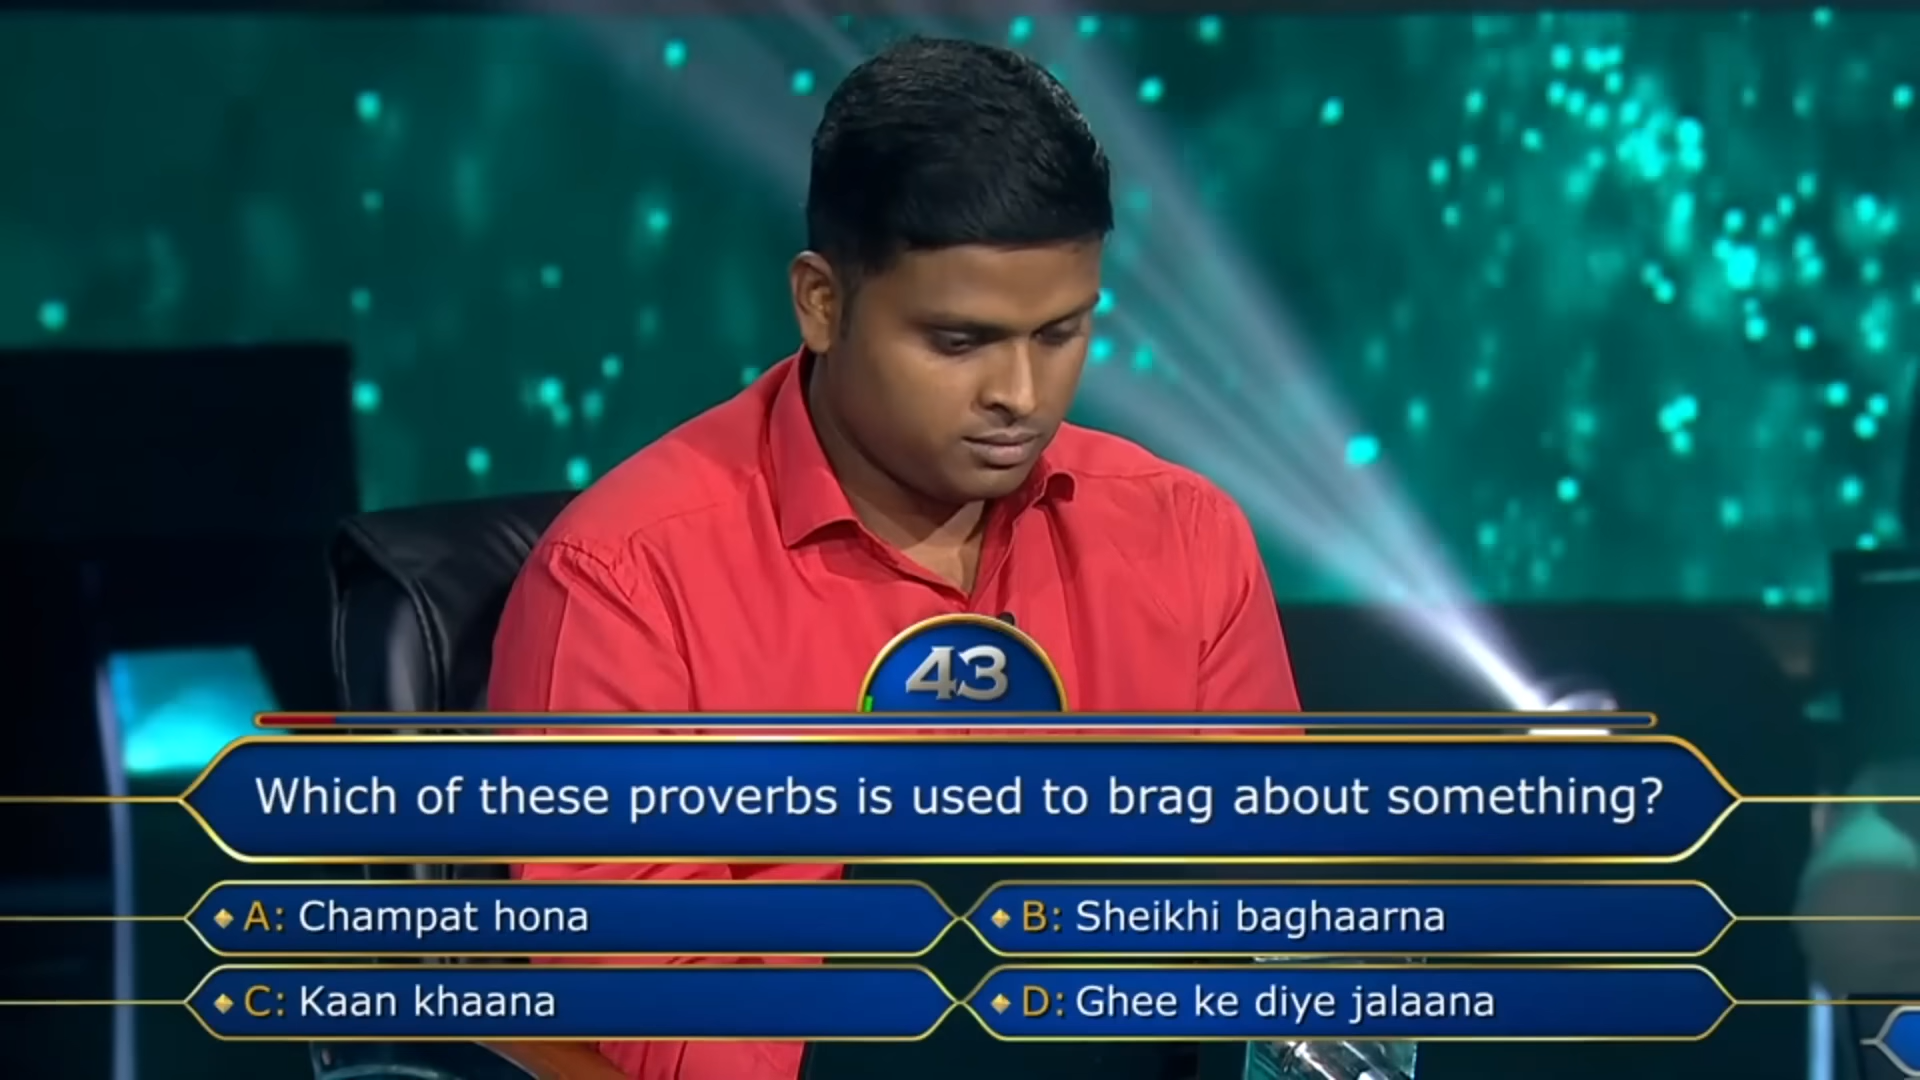 43
Which of these proverbs is used to brag about something?
A: Champat hona
B: Sheikhi baghaarna
C: Kaan khaana
D: Ghee ke diye jalaana